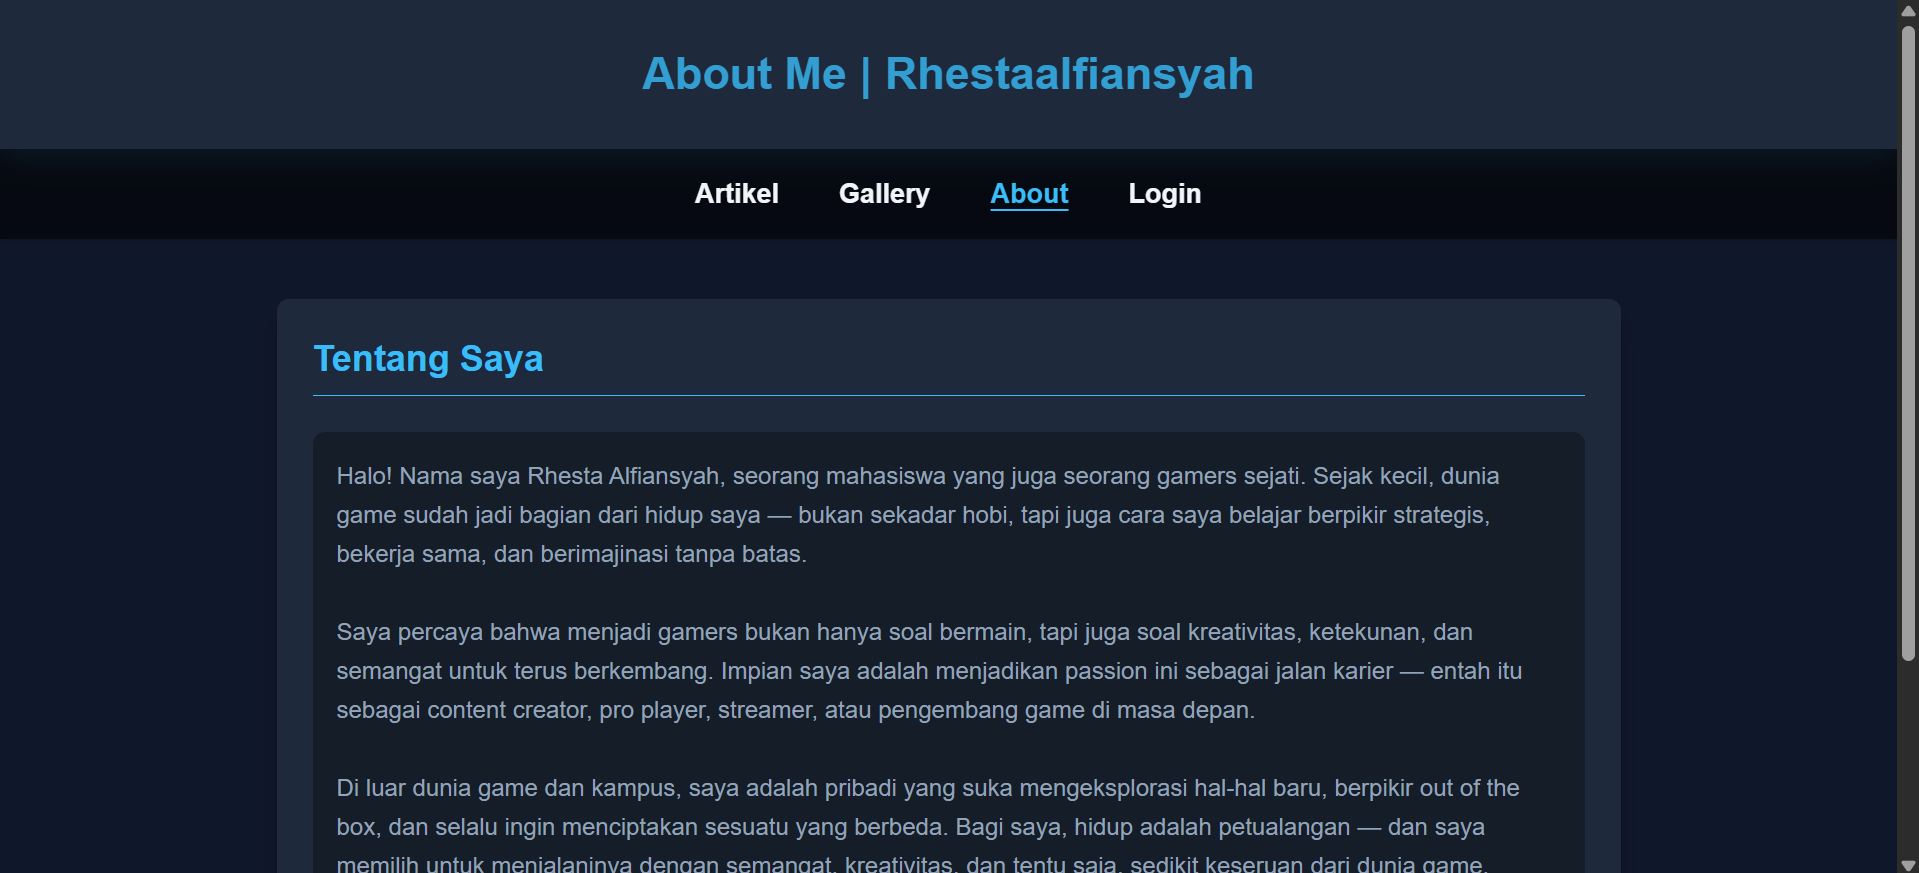 About Me | Rhestaalfiansyah
Artikel Gallery About Login
Tentang Saya
Halo! Nama saya Rhesta Alfiansyah, seorang mahasiswa yang juga seorang gamers sejati. Sejak kecil, dunia
game sudah jadi bagian dari hidup saya — bukan sekadar hobi, tapi juga cara saya belajar berpikir strategis,
bekerja sama, dan berimajinasi tanpa batas.
Saya percaya bahwa menjadi gamers bukan hanya soal bermain, tapi juga soal kreativitas, ketekunan, dan
semangat untuk terus berkembang. Impian saya adalah menjadikan passion ini sebagai jalan karier — entah itu
sebagai content creator, pro player, streamer, atau pengembang game di masa depan.
Di luar dunia game dan kampus, saya adalah pribadi yang suka mengeksplorasi hal-hal baru, berpikir out of the
box, dan selalu ingin menciptakan sesuatu yang berbeda. Bagi saya, hidup adalah petualangan — dan saya
memilih untuk menjalaninya dengan semangat, kreativitas, dan tentu saja, sedikit keseruan dari dunia game.